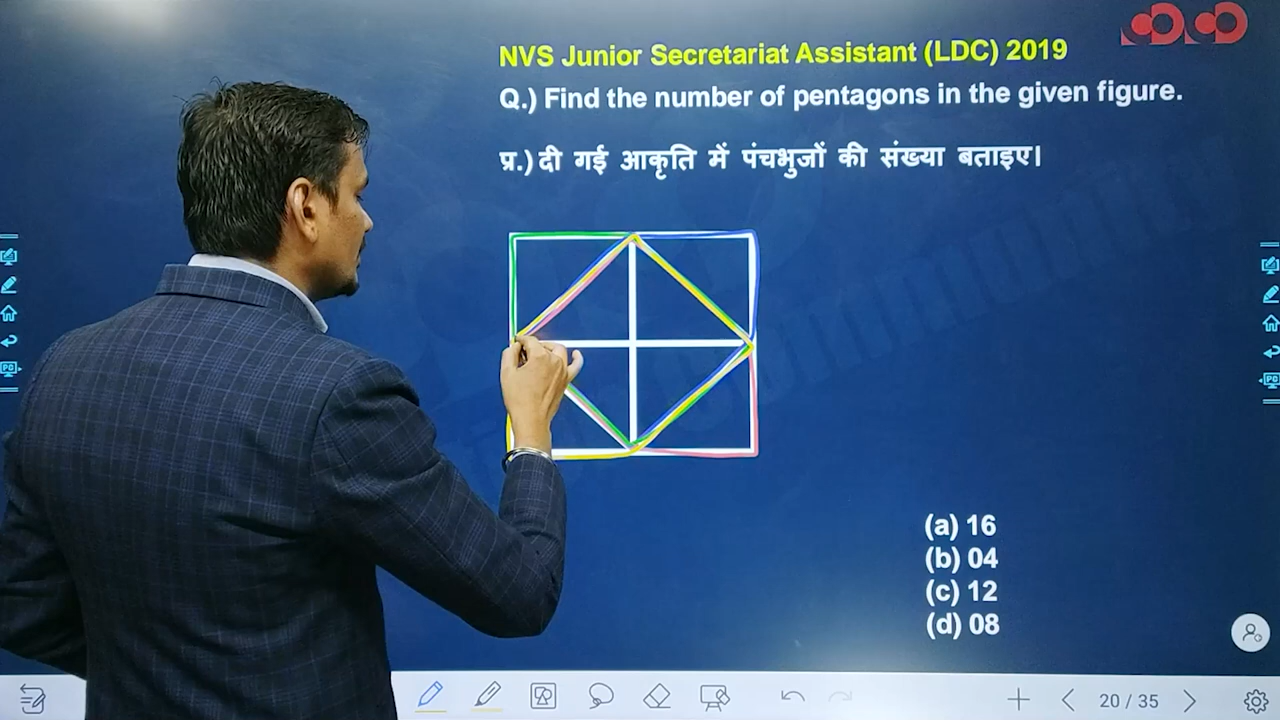 NVS Junior Secretariat Assistant (LDC) 2019
Q.) Find the number of pentagons in the given figure.
प्र.) दी गई आकृति में पंचभुजों की संख्या बताइए।
(a) 16
(b) 04
(c) 12
(d) 08
20 / 35